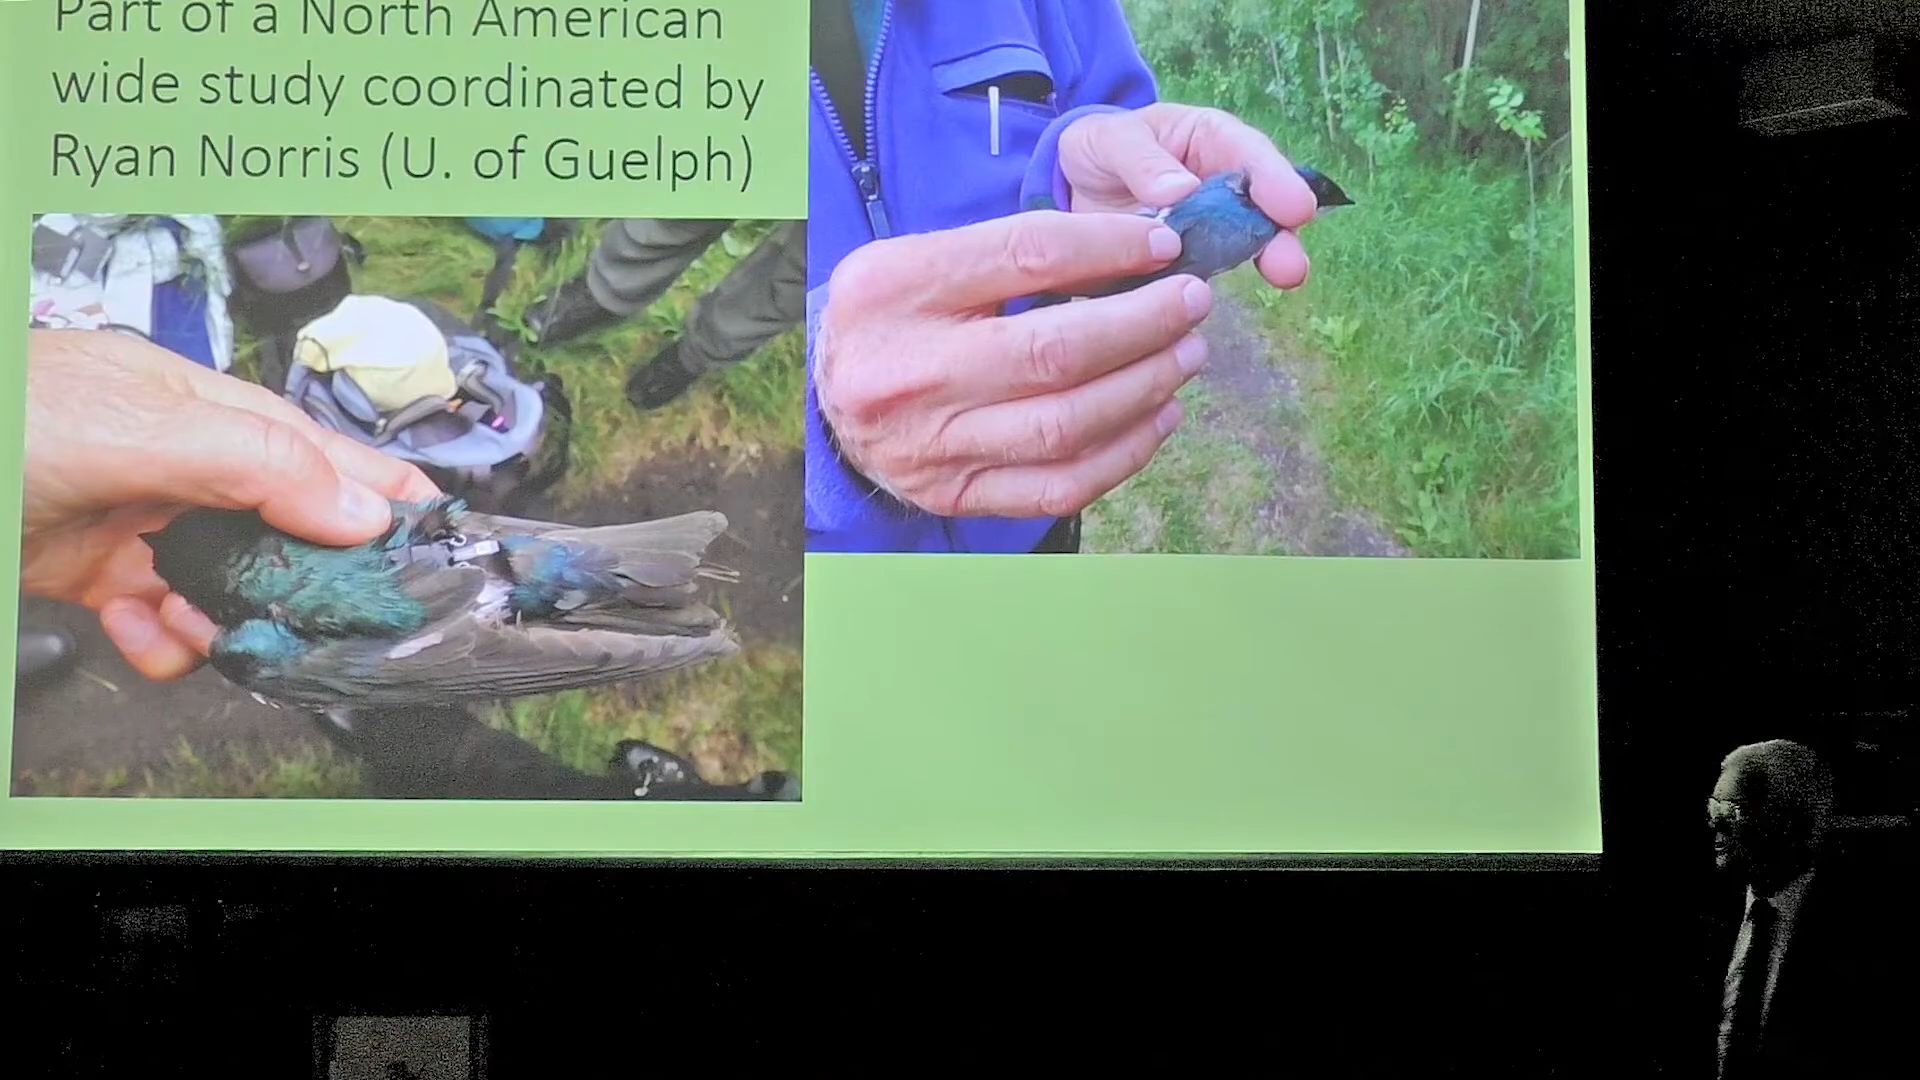 Part of a North American
wide study coordinated by
Ryan Norris (U. of Guelph)